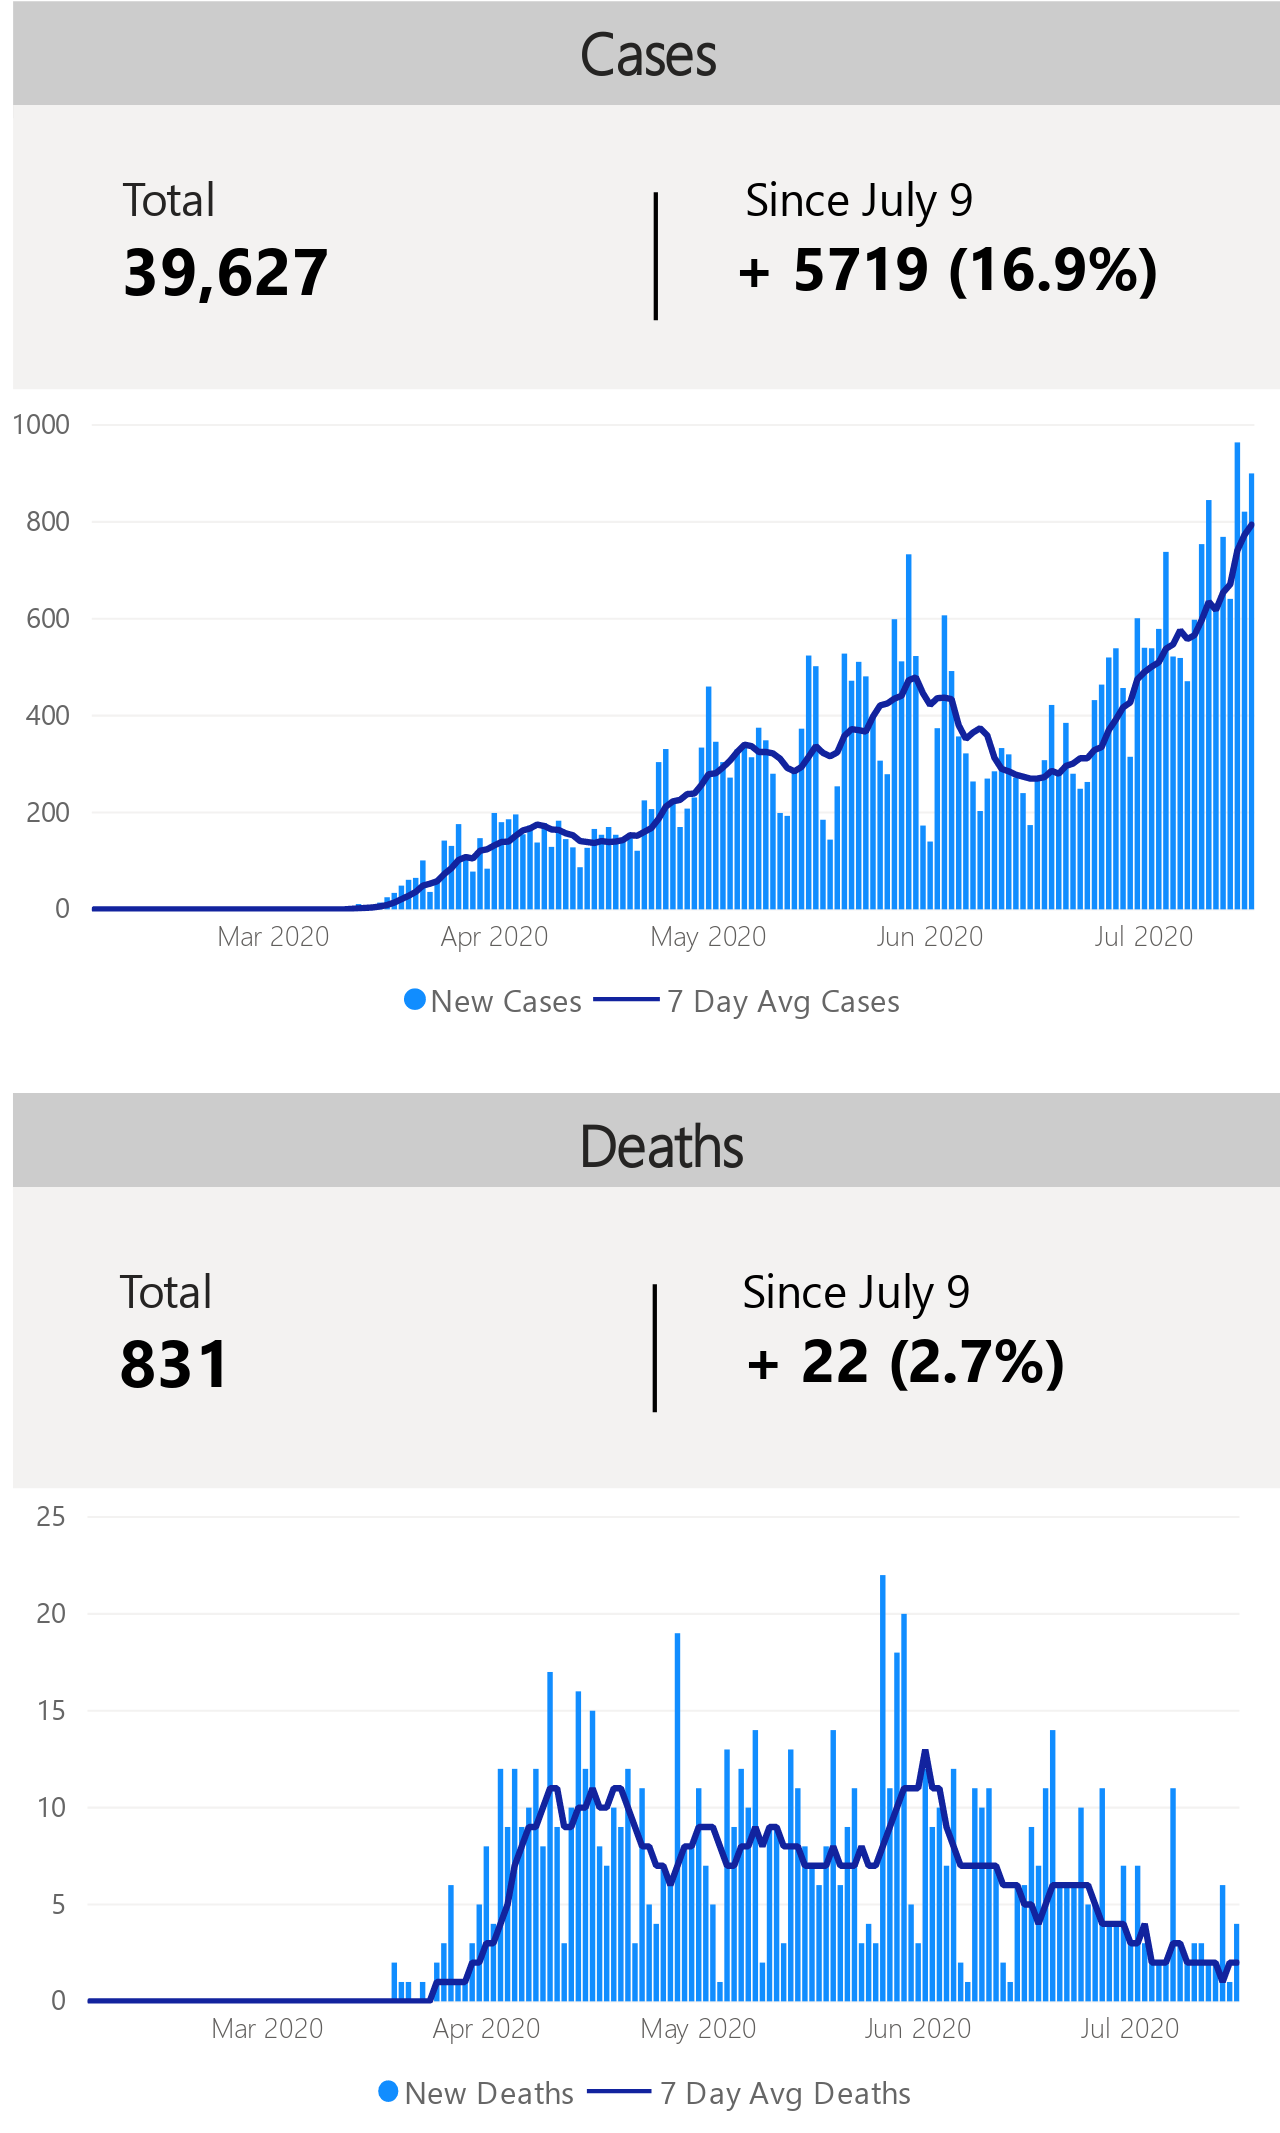 Cases
Total
Since July 9
39,627
+ 5719 (16.9%)
1000
800
600
400
200
0
Mar 2020 Apr 2020 May 2020 Jun 2020 Jul 2020
New Cases 7 Day Avg Cases
Deaths
Total
Since July 9
831
+ 22 (2.7%)
25
20
15
10
5
0
Mar 2020 Apr 2020 May 2020 Jun 2020 Jul 2020
New Deaths 7 Day Avg Deaths